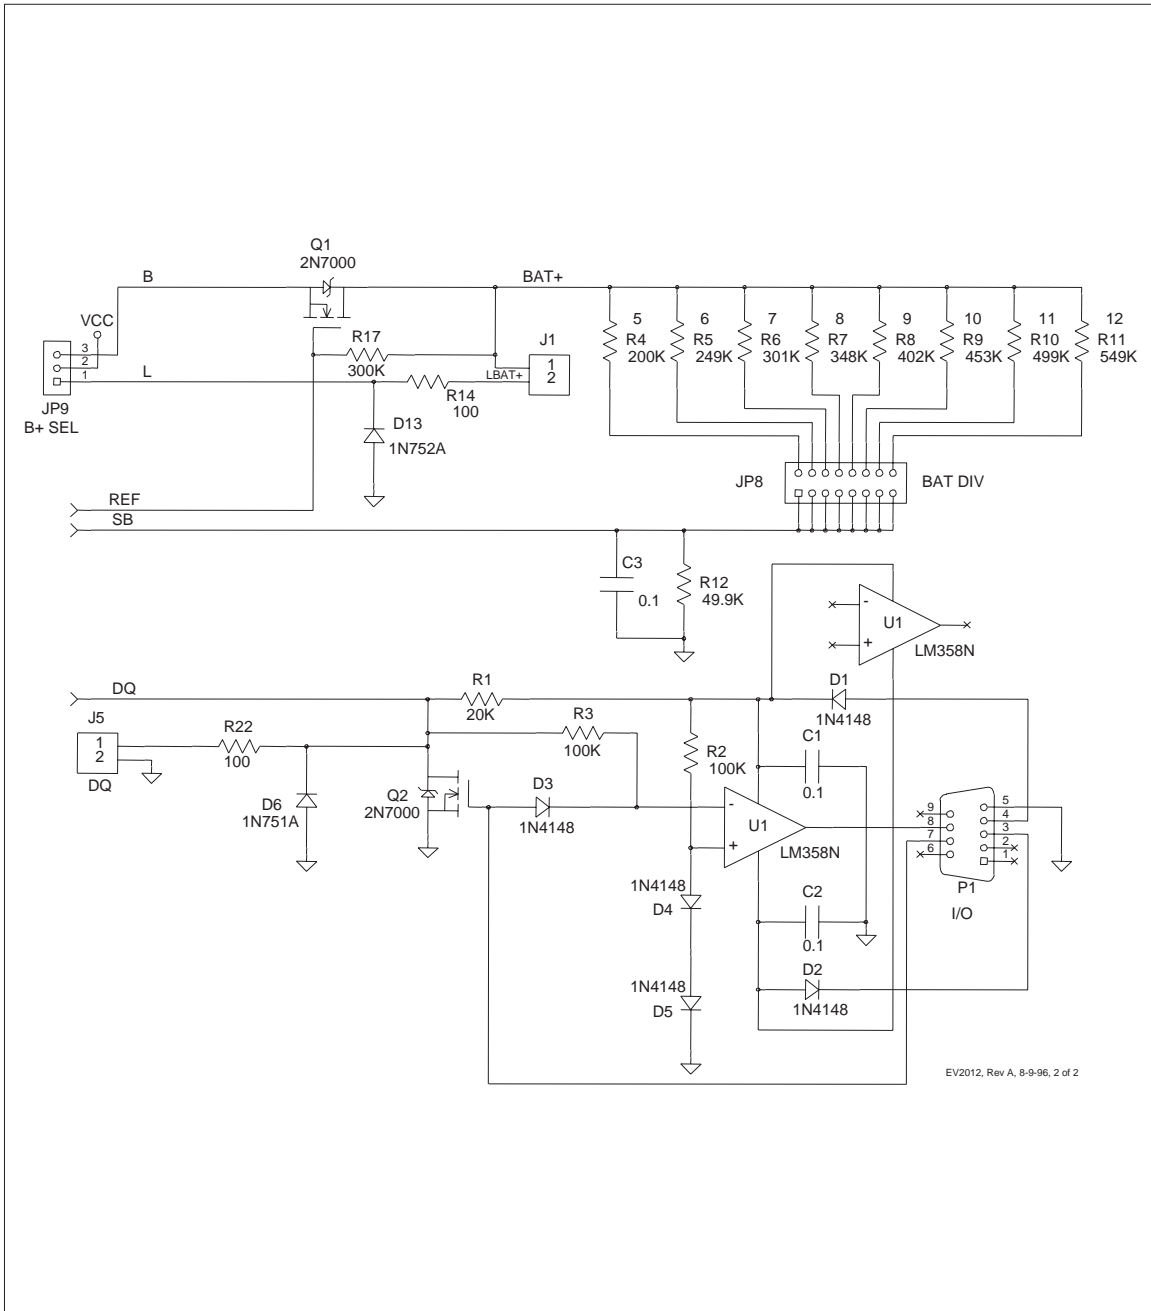 Q1
2N7000
B
BAT+
VCC
3
2
1
JP9
B+ SEL
L
R17
300K
R14
100
LBAT+
J1
1
2
D13
1N752A
5
R4
200K
6
R5
249K
7
R6
301K
8
R7
348K
9
R8
402K
10
R9
453K
11
R10
499K
12
R11
549K
JP8
BAT DIV
REF
SB
C3
0.1
R12
49.9K
-
+
U1
LM358N
DQ
R1
20K
D1
1N4148
J5
1
2
DQ
R22
100
R3
100K
R2
100K
C1
0.1
D6
1N751A
Q2
2N7000
D3
1N4148
-
+
U1
LM358N
9
8
7
6
5
4
3
2
1
P1
I/O
1N4148
D4
C2
0.1
1N4148
D5
D2
1N4148
EV2012, Rev A, 8-9-96, 2 of 2